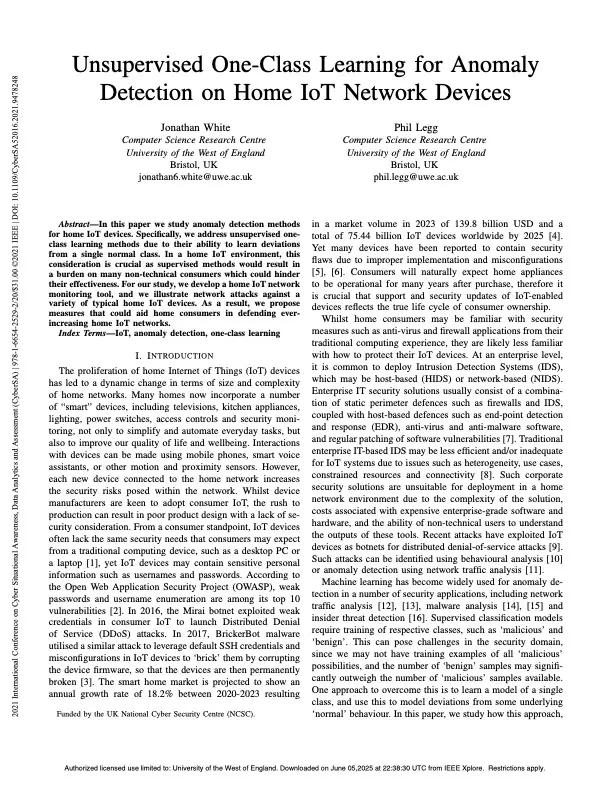 Unsupervised One-Class Learning for Anomaly
Detection on Home IoT Network Devices
Jonathan White
Computer Science Research Centre
University of the West of England
Bristol, UK
jonathan6.white@uwe.ac.uk
Phil Legg
Computer Science Research Centre
University of the West of England
Bristol, UK
phil.legg@uwe.ac.uk
2021 International Conference on Cyber Situational Awareness, Data Analytics and Assessment (CyberSA) | 978-1-6654-2529-2/20/$31.00 ©2021 IEEE | DOI: 10.1109/CyberSA52016.2021.9478248
Abstract—In this paper we study anomaly detection methods
for home IoT devices. Specifically, we address unsupervised one-
class learning methods due to their ability to learn deviations
from a single normal class. In a home IoT environment, this
consideration is crucial as supervised methods would result in
a burden on many non-technical consumers which could hinder
their effectiveness. For our study, we develop a home IoT network
monitoring tool, and we illustrate network attacks against a
variety of typical home IoT devices. As a result, we propose
measures that could aid home consumers in defending ever-
increasing home IoT networks.
Index Terms—IoT, anomaly detection, one-class learning
I. INTRODUCTION
The proliferation of home Internet of Things (IoT) devices
has led to a dynamic change in terms of size and complexity
of home networks. Many homes now incorporate a number
of “smart” devices, including televisions, kitchen appliances,
lighting, power switches, access controls and security moni-
toring, not only to simplify and automate everyday tasks, but
also to improve our quality of life and wellbeing. Interactions
with devices can be made using mobile phones, smart voice
assistants, or other motion and proximity sensors. However,
each new device connected to the home network increases
the security risks posed within the network. Whilst device
manufacturers are keen to adopt consumer IoT, the rush to
production can result in poor product design with a lack of se-
curity consideration. From a consumer standpoint, IoT devices
often lack the same security needs that consumers may expect
from a traditional computing device, such as a desktop PC or
a laptop [1], yet IoT devices may contain sensitive personal
information such as usernames and passwords. According to
the Open Web Application Security Project (OWASP), weak
passwords and username enumeration are among its top 10
vulnerabilities [2]. In 2016, the Mirai botnet exploited weak
credentials in consumer IoT to launch Distributed Denial
of Service (DDoS) attacks. In 2017, BrickerBot malware
utilised a similar attack to leverage default SSH credentials and
misconfigurations in IoT devices to ‘brick’ them by corrupting
the device firmware, so that the devices are then permanently
broken [3]. The smart home market is projected to show an
annual growth rate of 18.2% between 2020-2023 resulting
Funded by the UK National Cyber Security Centre (NCSC).
in a market volume in 2023 of 139.8 billion USD and a
total of 75.44 billion IoT devices worldwide by 2025 [4].
Yet many devices have been reported to contain security
flaws due to improper implementation and misconfigurations
[5], [6]. Consumers will naturally expect home appliances
to be operational for many years after purchase, therefore it
is crucial that support and security updates of IoT-enabled
devices reflects the true life cycle of consumer ownership.
Whilst home consumers may be familiar with security
measures such as anti-virus and firewall applications from their
traditional computing experience, they are likely less familiar
with how to protect their IoT devices. At an enterprise level,
it is common to deploy Intrusion Detection Systems (IDS),
which may be host-based (HIDS) or network-based (NIDS).
Enterprise IT security solutions usually consist of a combina-
tion of static perimeter defences such as firewalls and IDS,
coupled with host-based defences such as end-point detection
and response (EDR), anti-virus and anti-malware software,
and regular patching of software vulnerabilities [7]. Traditional
enterprise IT-based IDS may be less efficient and/or inadequate
for IoT systems due to issues such as heterogeneity, use cases,
constrained resources and connectivity [8]. Such corporate
security solutions are unsuitable for deployment in a home
network environment due to the complexity of the solution,
costs associated with expensive enterprise-grade software and
hardware, and the ability of non-technical users to understand
the outputs of these tools. Recent attacks have exploited IoT
devices as botnets for distributed denial-of-service attacks [9].
Such attacks can be identified using behavioural analysis [10]
or anomaly detection using network traffic analysis [11].
Machine learning has become widely used for anomaly de-
tection in a number of security applications, including network
traffic analysis [12], [13], malware analysis [14], [15] and
insider threat detection [16]. Supervised classification models
require training of respective classes, such as ‘malicious’ and
‘benign’. This can pose challenges in the security domain,
since we may not have training examples of all ‘malicious’
possibilities, and the number of ‘benign’ samples may signifi-
cantly outweigh the number of ‘malicious’ samples available.
One approach to overcome this is to learn a model of a single
class, and use this to model deviations from some underlying
‘normal’ behaviour. In this paper, we study how this approach,
Authorized licensed use limited to: University of the West of England. Downloaded on June 05,2025 at 22:38:30 UTC from IEEE Xplore. Restrictions apply.